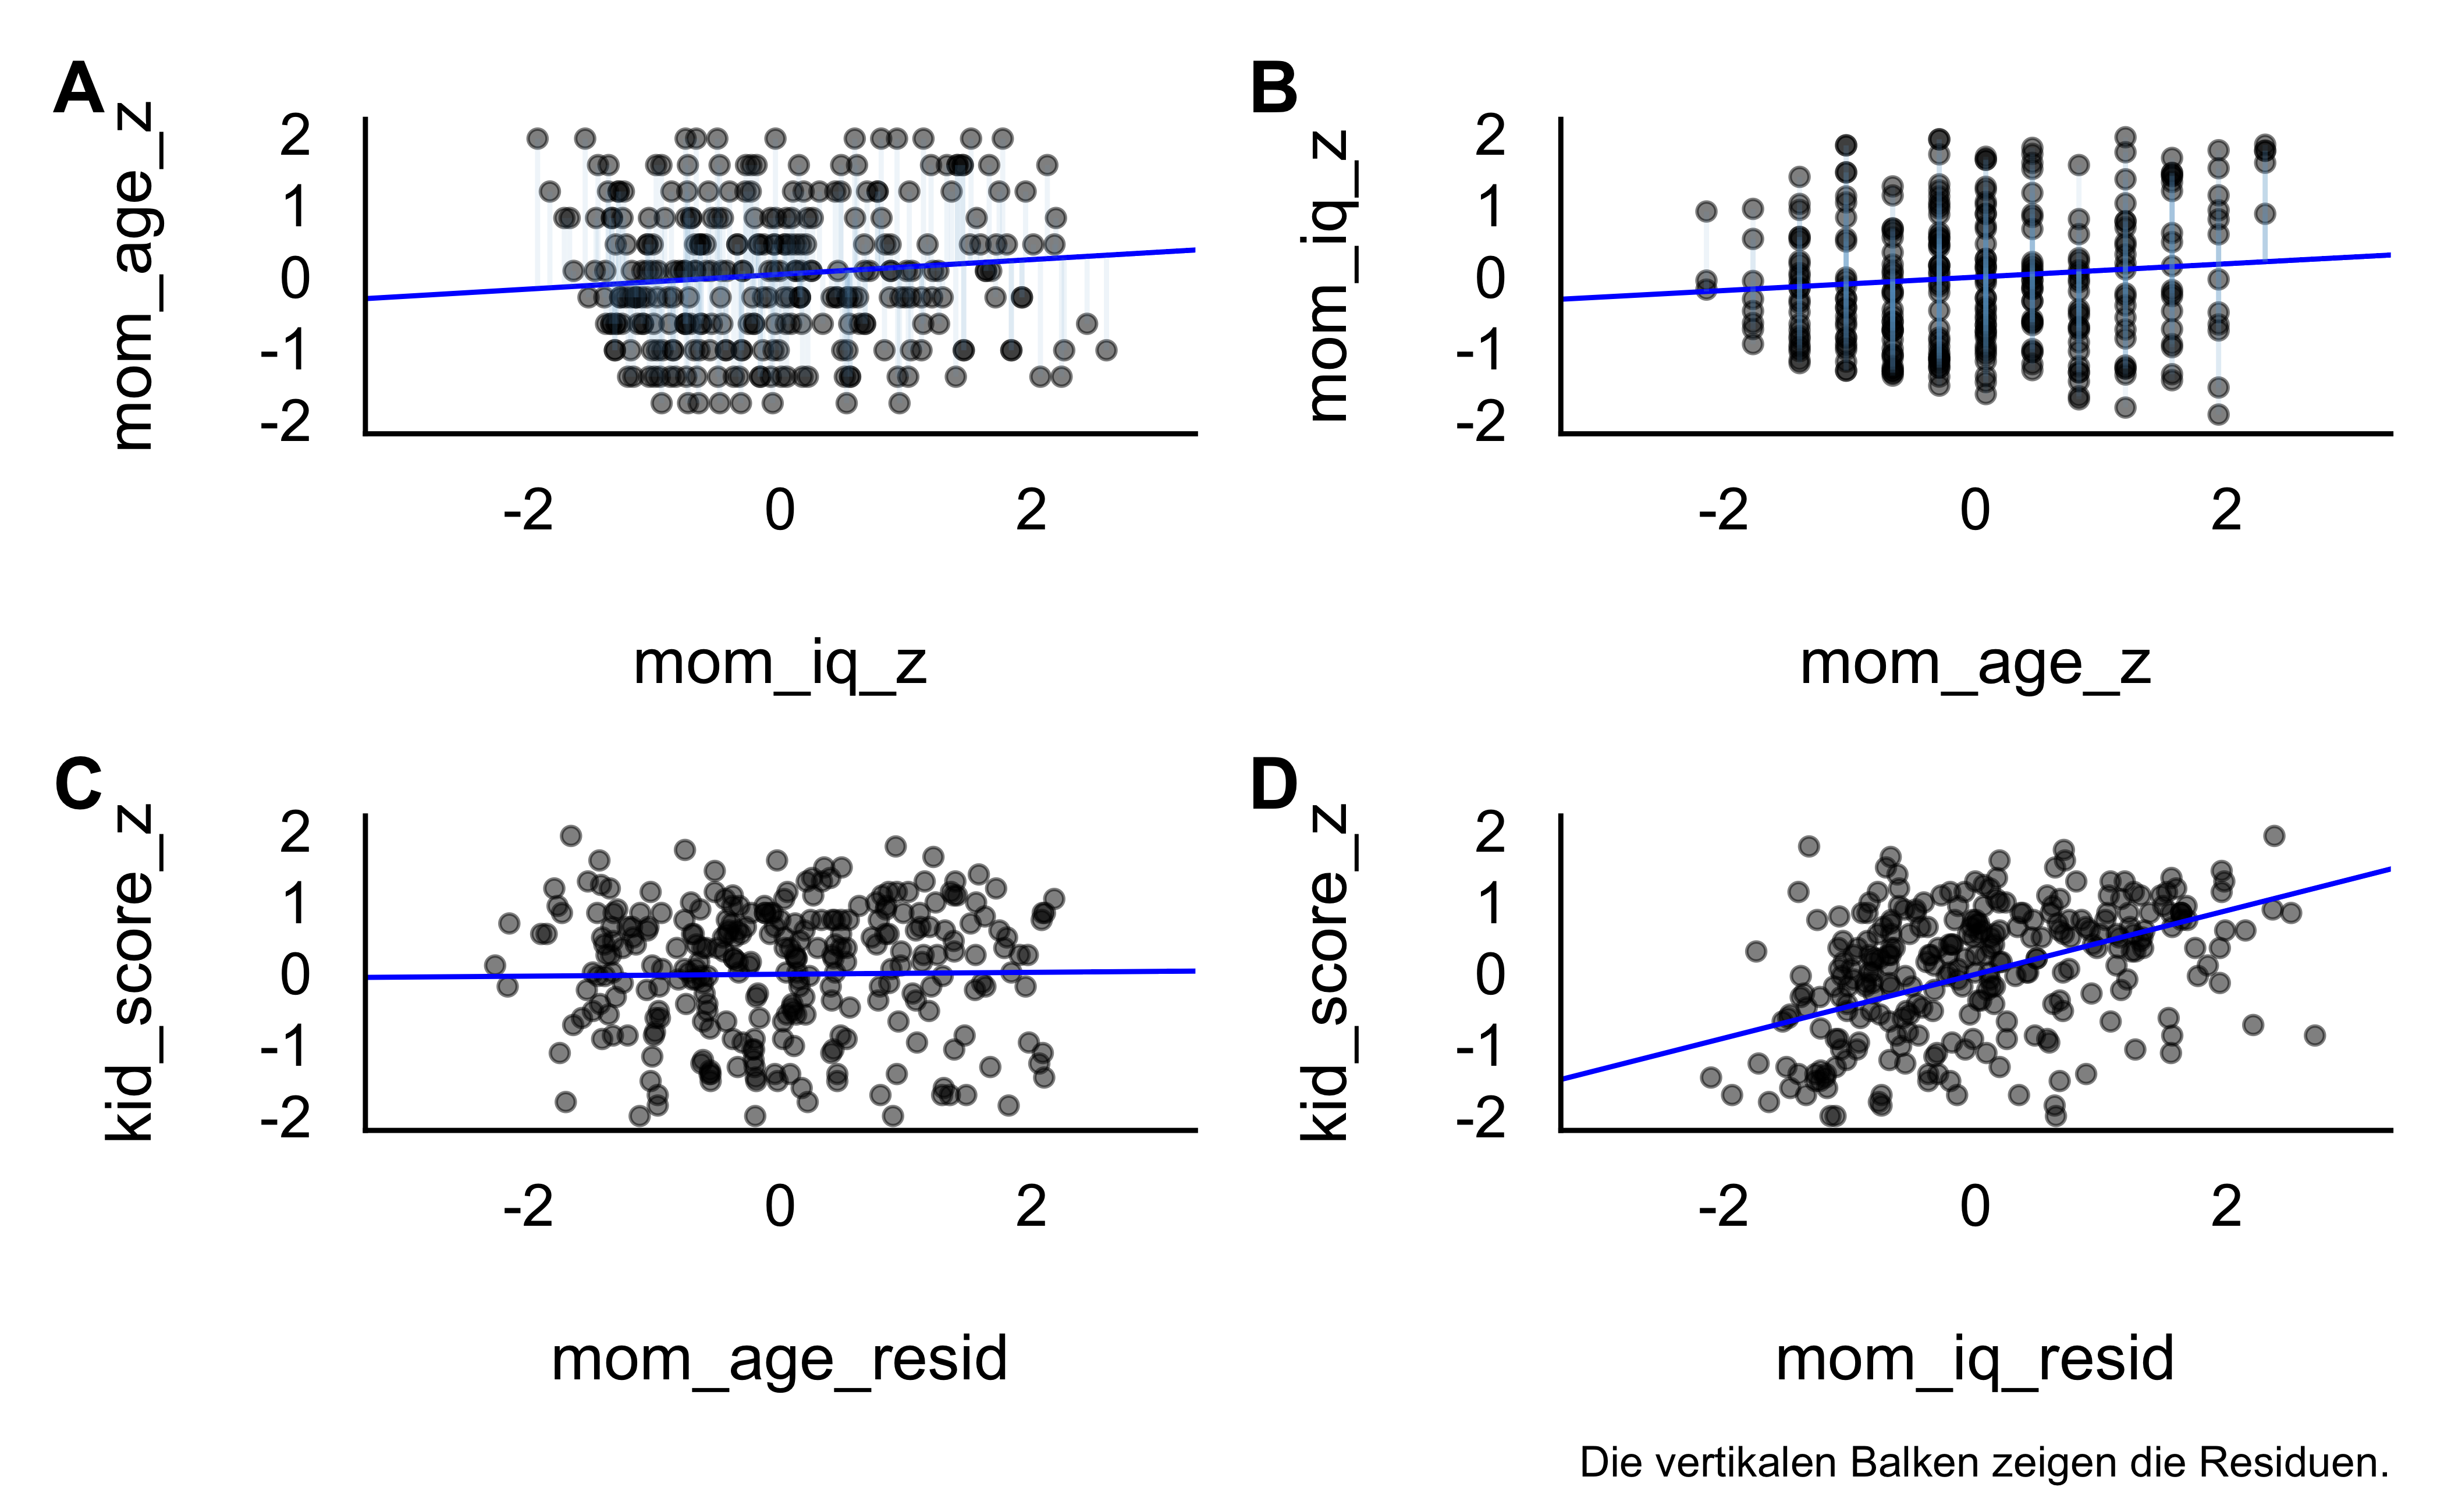 A
mom_age_z
2
1
0
-1
-2
-2 0 2
mom_iq_z
B
mom_iq_z
2
1
0
-1
-2
-2 0 2
mom_age_z
C
kid_score_z
2
1
0
-1
-2
-2 0 2
mom_age_resid
D
kid_score_z
2
1
0
-1
-2
-2 0 2
mom_iq_resid
Die vertikalen Balken zeigen die Residuen.